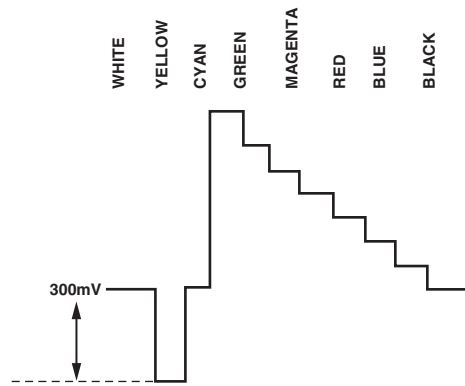 WHITE
YELLOW
CYAN
GREEN
MAGENTA
RED
BLUE
BLACK
300mV